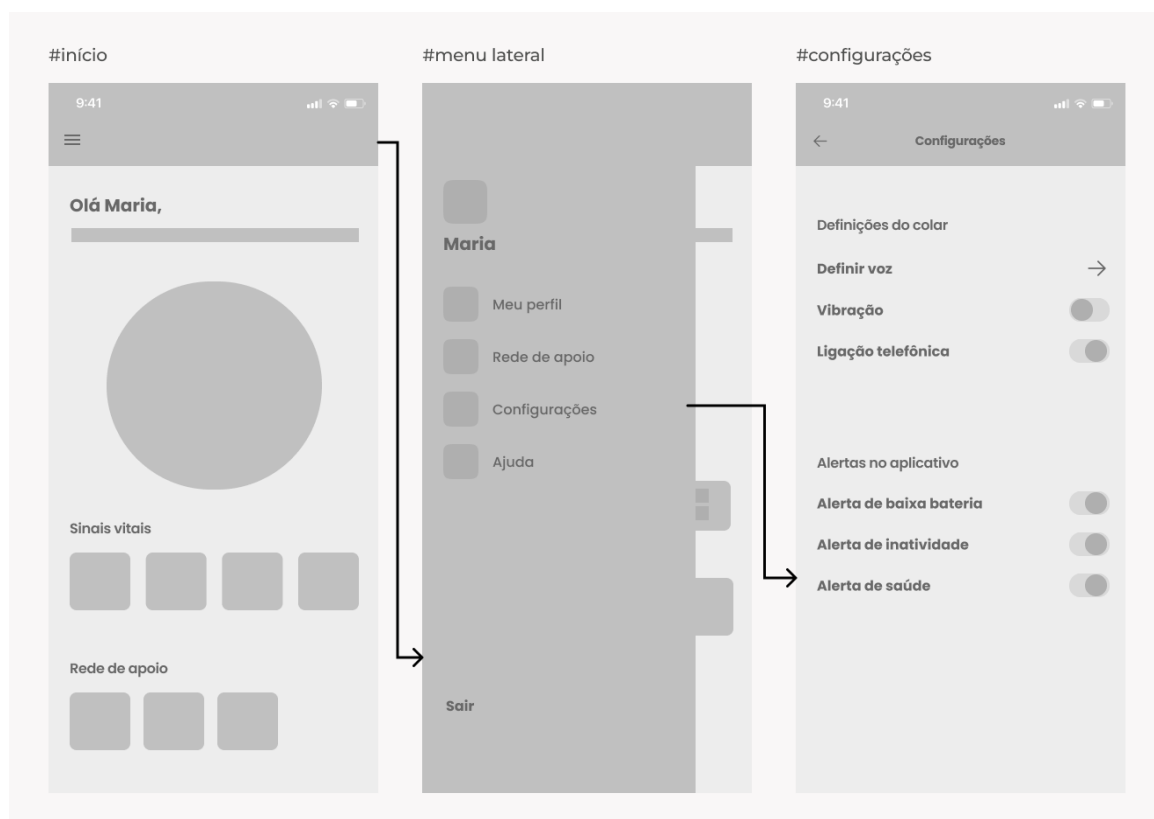 #início
9:41
Olá Maria,
Sinais vitais
Rede de apoio
#menu lateral
Maria
Meu perfil
Rede de apoio
Configurações
Ajuda
Sair
#configurações
9:41
Configurações
Definições do colar
Definir voz
Vibração
Ligação telefônica
Alertas no aplicativo
Alerta de baixa bateria
Alerta de inatividade
Alerta de saúde